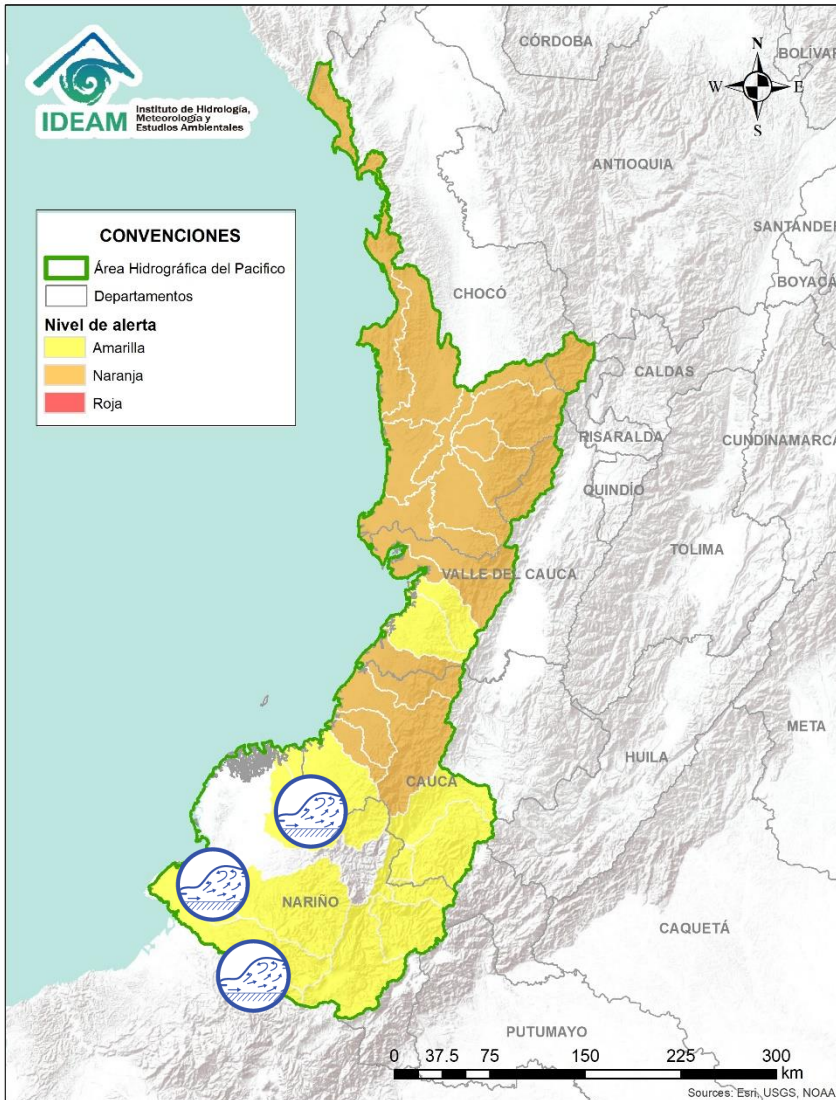 IDEAM
Instituto de Hidrología,
Meteorología y
Estudios Ambientales
CÓRDOBA
BOLÍVAR
N
W
E
S
ANTIOQUIA
SANTANDER
BOYACÁ
CONVENCIONES
Área Hidrográfica del Pacifico
Departamentos
Nivel de alerta
Amarilla
Naranja
Roja
CHOCÓ
CALDAS
RISARALDA
CUNDINAMARCA
QUINDÍO
TOLIMA
VALLE DEL CAUCA
META
HUILA
CAUCA
NARIÑO
CAQUETÁ
PUTUMAYO
0 37.5 75 150 225 300
km
Sources: Esri, USGS, NOAA